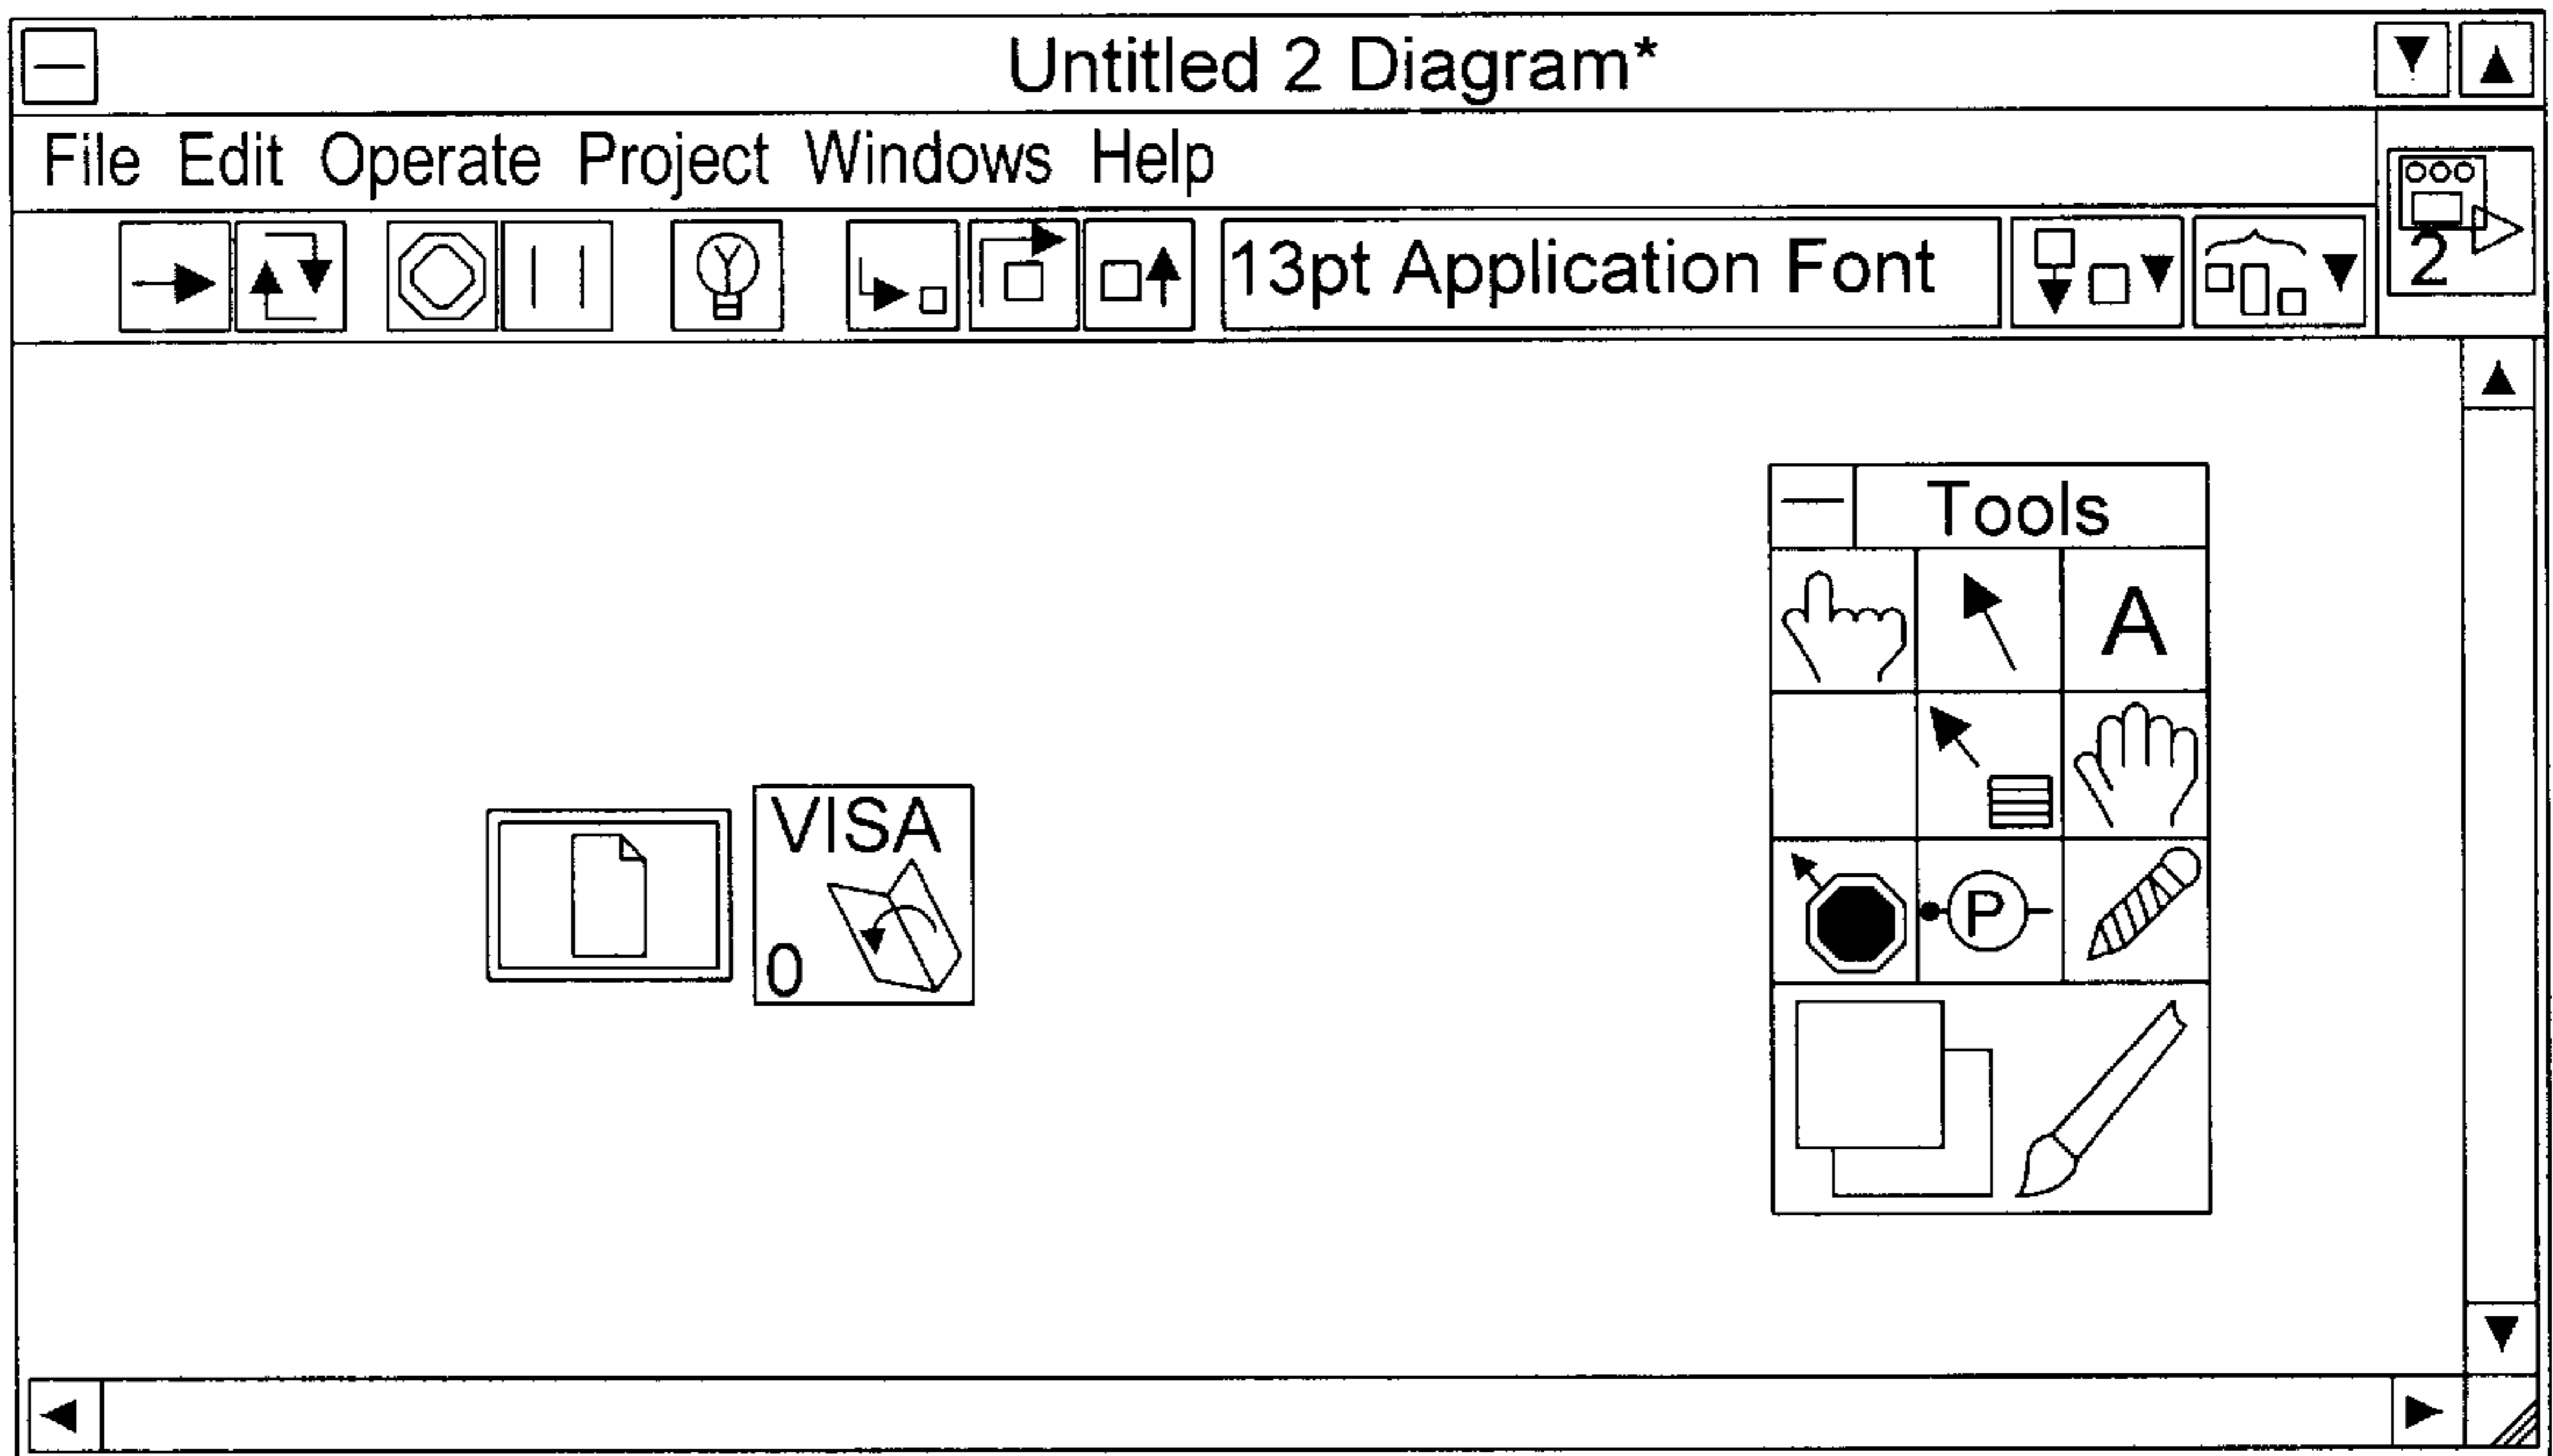 Untitled 2 Diagram*
File Edit Operate Project Windows Help
13pt Application Font
2
Tools
A
VISA
0
P